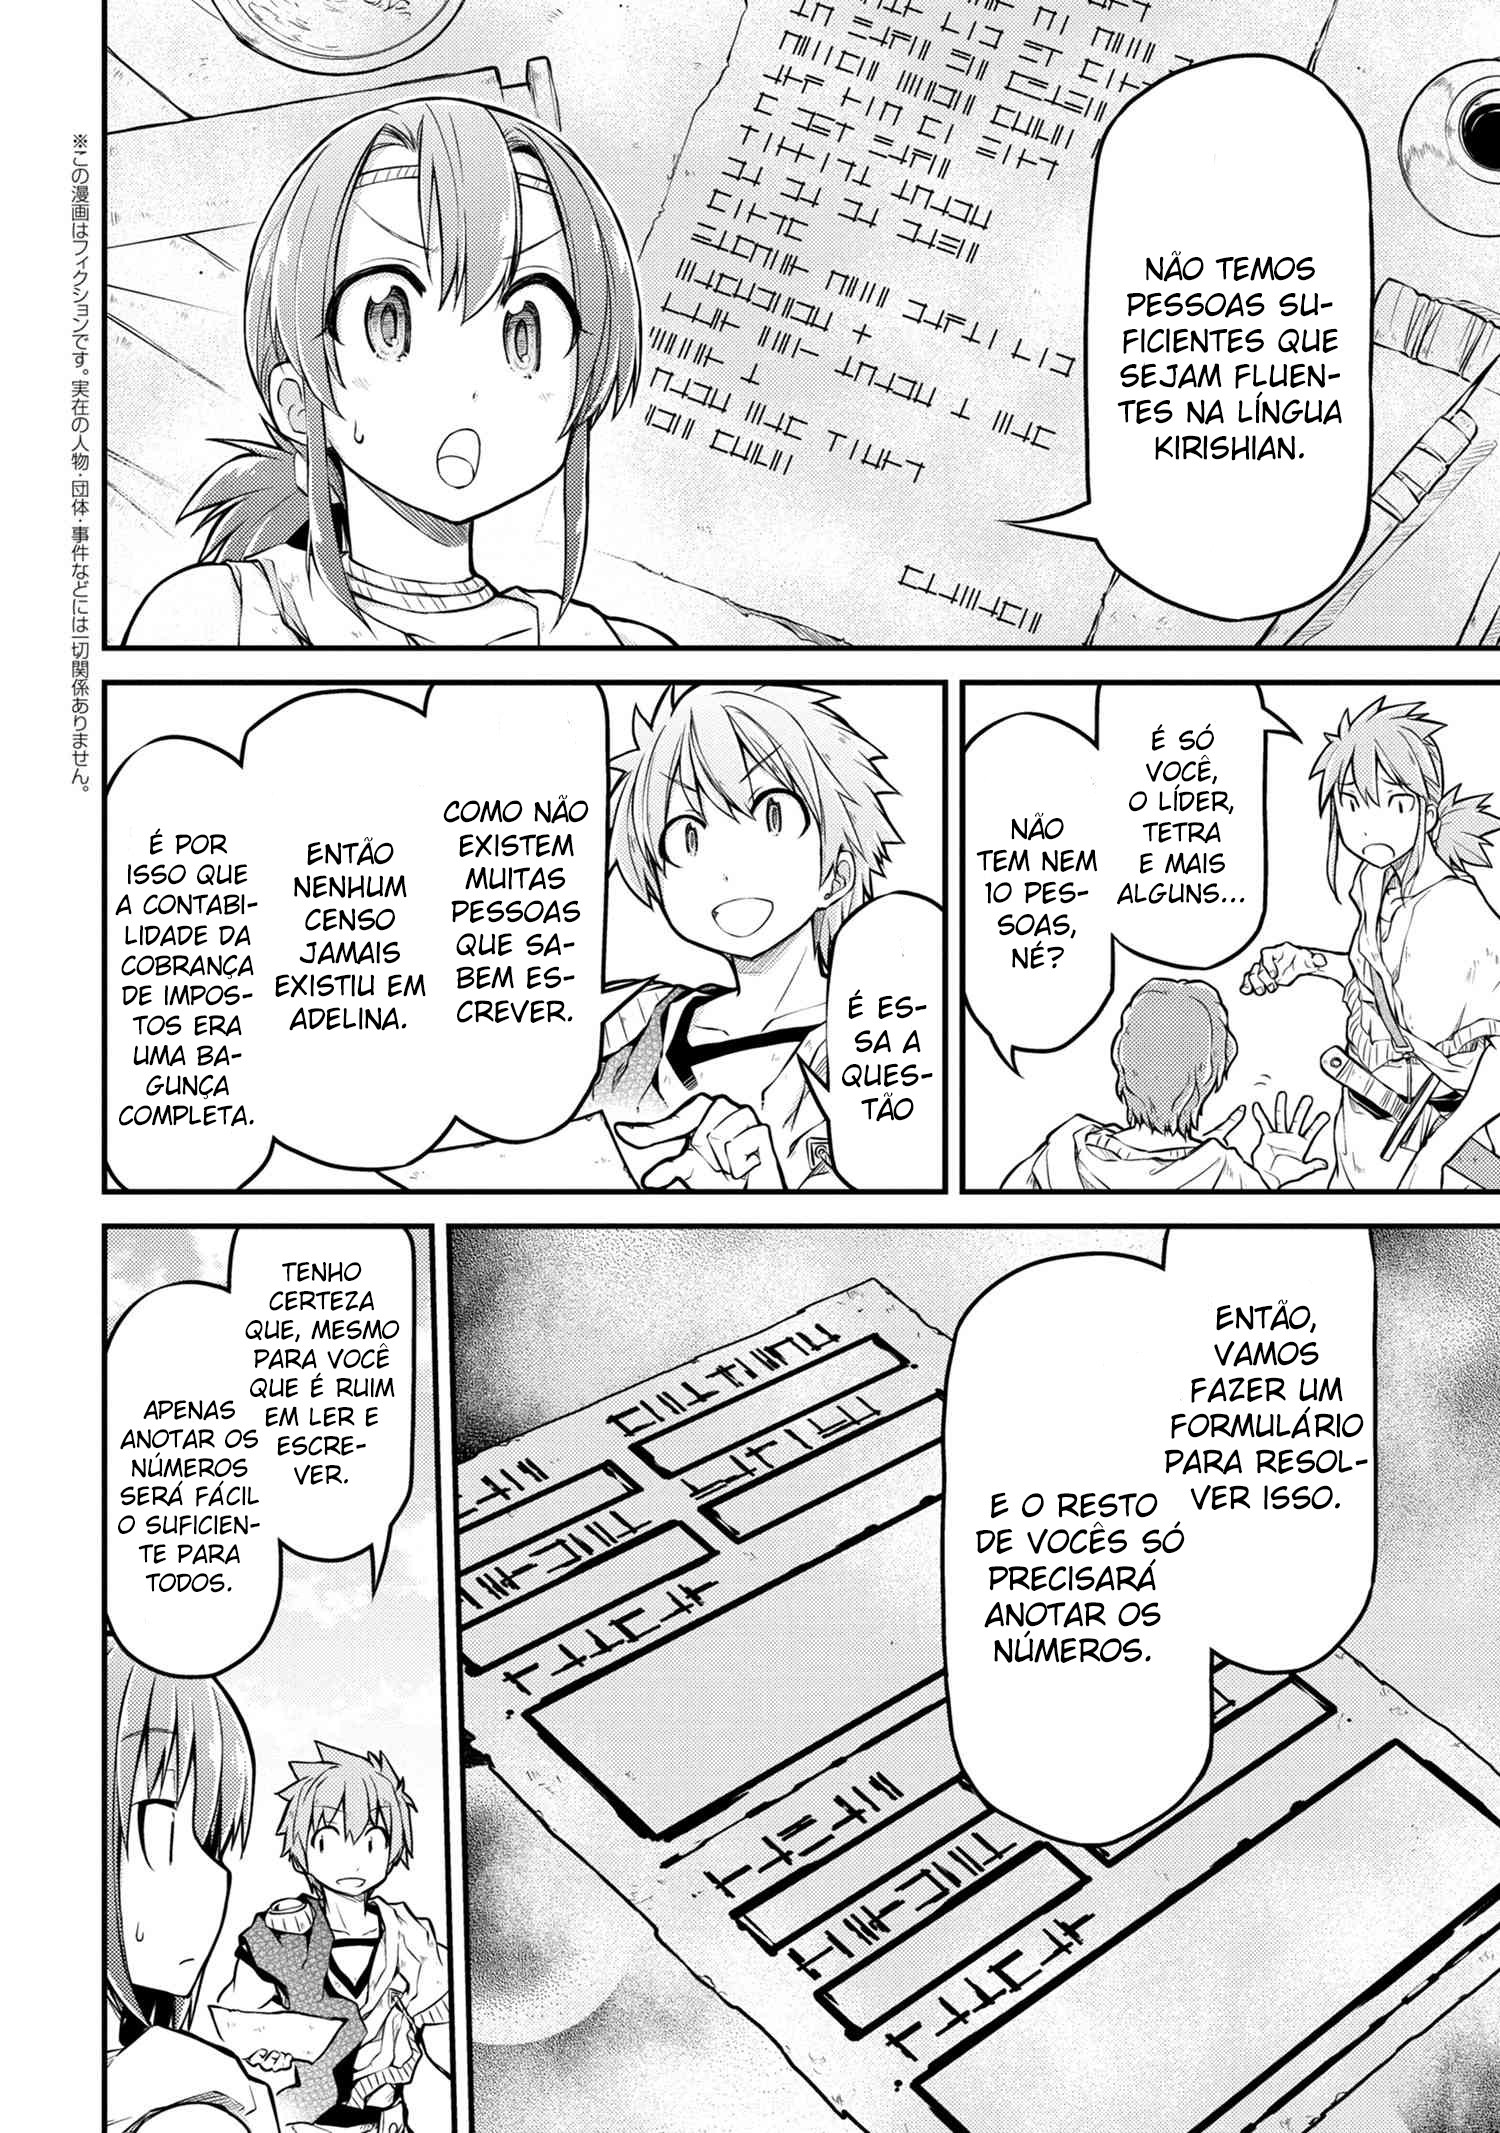 ※この漫画はフィクションです。実在の人物・団体・事件などには一切関係ありません。
NÃO TEMOS
PESSOAS SU-
FICIENTES QUE
SEJAM FLUEN-
TES NA LÍNGUA
KIRISHIAN.
É SÓ
VOCÊ,
O LÍDER,
TETRA
E MAIS
ALGUNS...
NÃO
TEM NEM
10 PES-
SOAS,
NÉ?
É ES-
SA A
QUES-
TÃO
COMO NÃO
EXISTEM
MUITAS
PESSOAS
QUE SA-
BEM ES-
CREVER.
ENTÃO
NENHUM
CENSO
JAMAIS
EXISTIU EM
ADELINA.
É POR
ISSO QUE
A CONTABI-
LIDADE DA
COBRANÇA
DE IMPOS-
TOS ERA
UMA BA-
GUNÇA
COMPLETA.
ENTÃO,
VAMOS
FAZER UM
FORMULÁRIO
PARA RESOL-
VER ISSO.
E O RESTO
DE VOCÊS SÓ
PRECISARÁ
ANOTAR OS
NÚMEROS.
TENHO
CERTEZA
QUE, MESMO
PARA VOCÊ
QUE É RUIM
EM LER E
ESCRE-
VER.
APENAS
ANOTAR OS
NÚMEROS
SERÁ FÁCIL
O SUFICIEN-
TE PARA
TODOS.